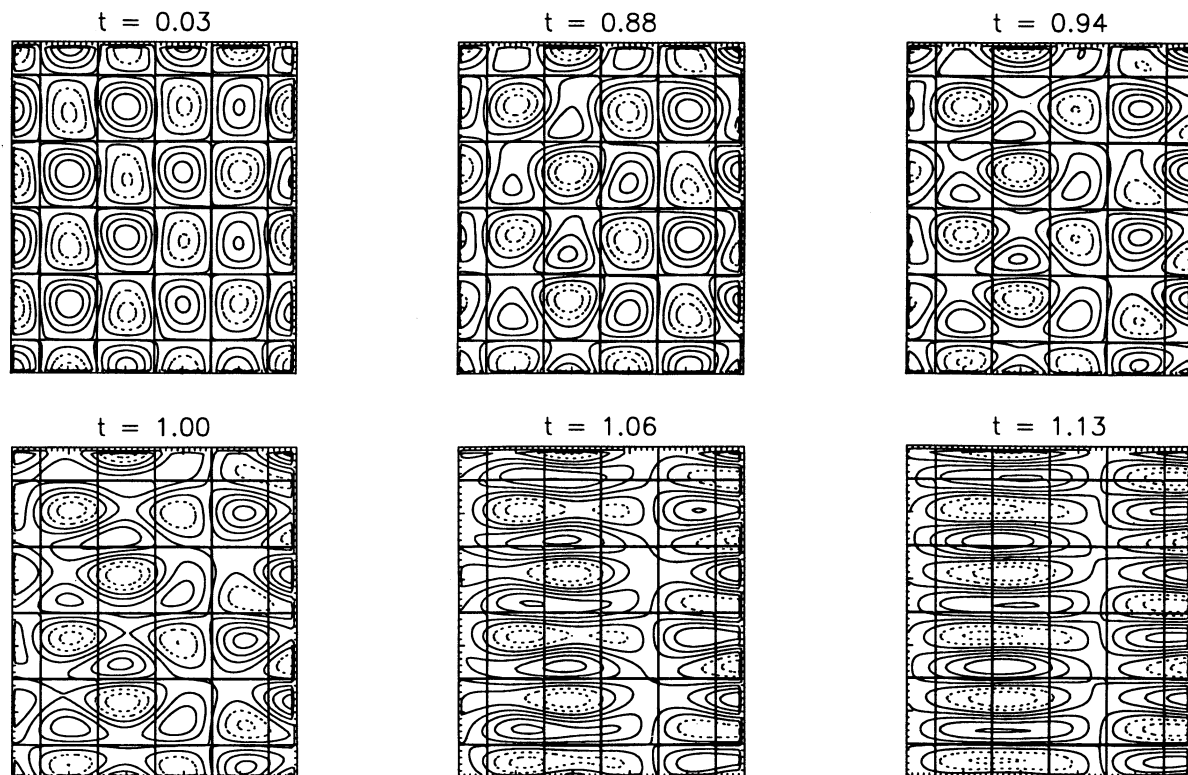 t = 0.03
t = 0.88
t = 0.94
t = 1.00
t = 1.06
t = 1.13